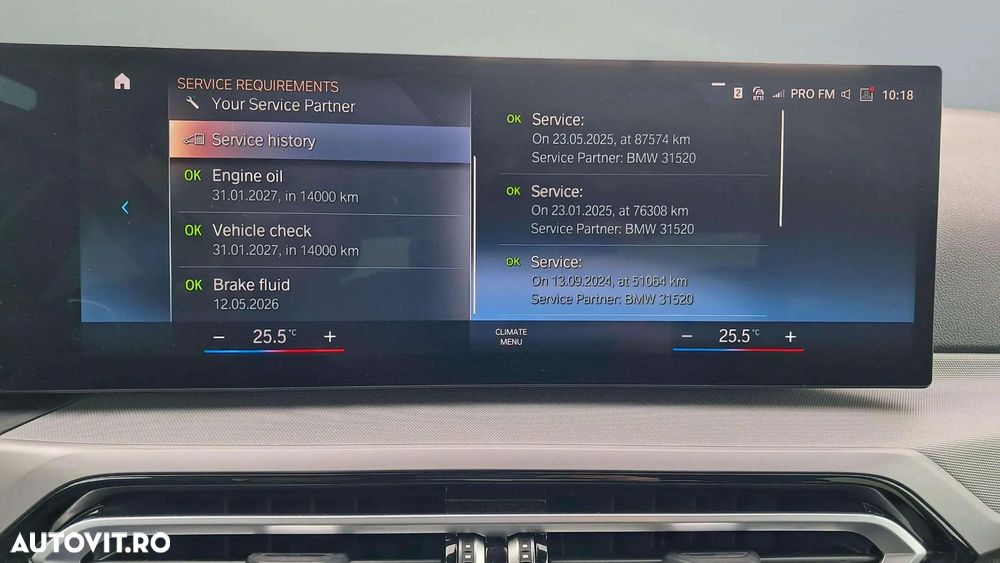 SERVICE REQUIREMENTS
Your Service Partner
Service history
OK Engine oil
31.01.2027, in 14000 km
OK Vehicle check
31.01.2027, in 14000 km
OK Brake fluid
12.05.2026
2 RTTI PRO FM 10:18
OK Service:
On 23.05.2025, at 87574 km
Service Partner: BMW 31520
OK Service:
On 23.01.2025, at 76308 km
Service Partner: BMW 31520
OK Service:
On 13.09.2024, at 51064 km
Service Partner: BMW 31520
− 25.5 °C +
CLIMATE
MENU
− 25.5 °C +
AUTOVIT.RO